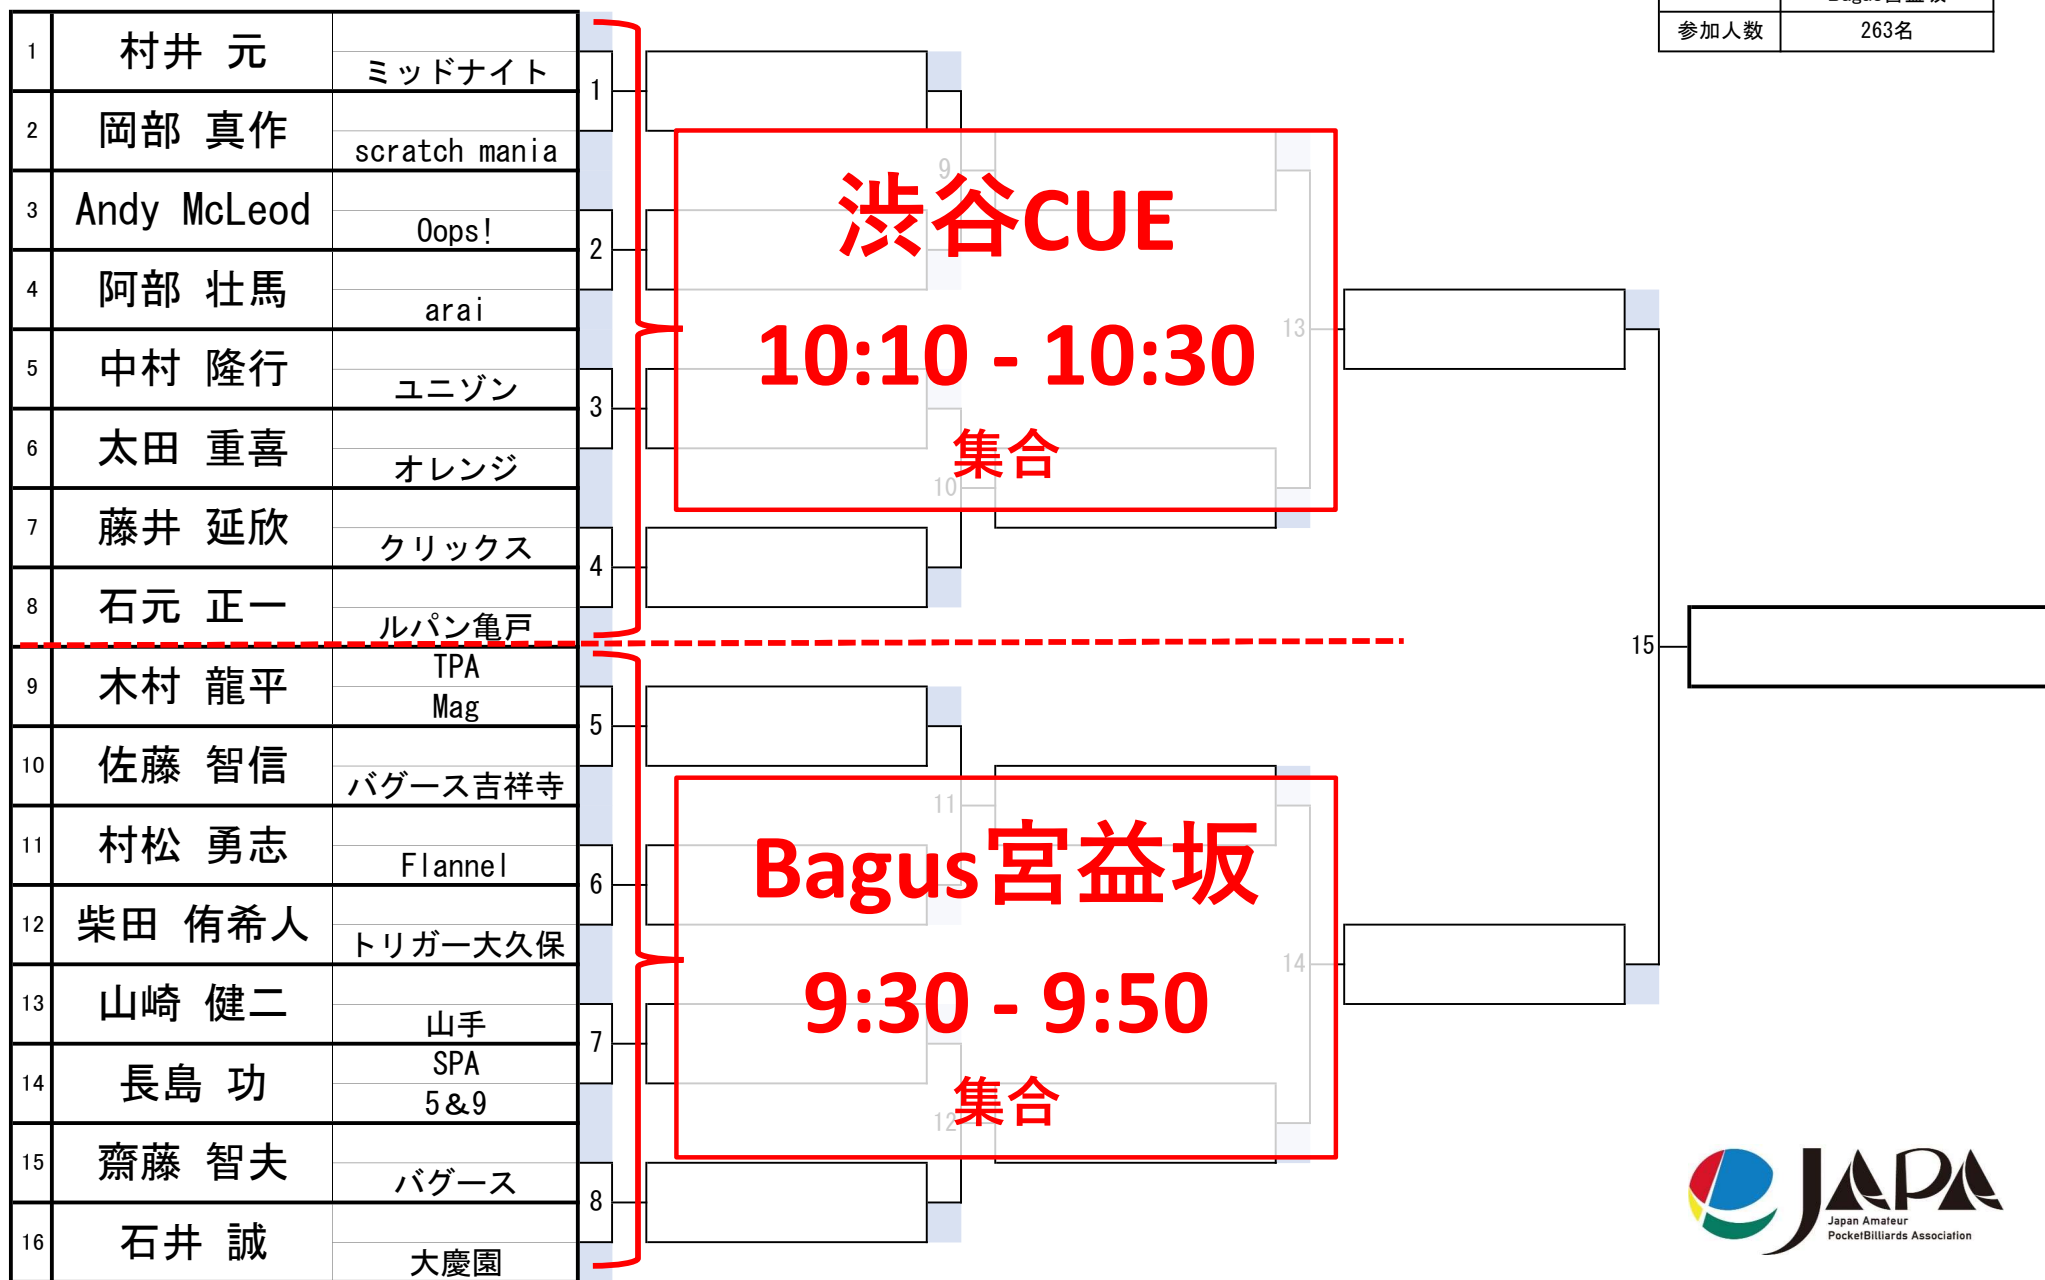 Bagus宮益坂
参加人数 263名
1 村井 元 ミッドナイト
2 岡部 真作 scratch mania
3 Andy McLeod Oops!
4 阿部 壮馬 arai
5 中村 隆行 ユニゾン
6 太田 重喜 オレンジ
7 藤井 延欣 クリックス
8 石元 正一 ルパン亀戸
9 木村 龍平 TPA
Mag
10 佐藤 智信 バグース吉祥寺
11 村松 勇志 Flannel
12 柴田 侑希人 トリガー大久保
13 山崎 健二 山手
14 長島 功 SPA
5&9
15 齋藤 智夫 バグース
16 石井 誠 大慶園
1
2
3
4
5
6
7
8
9
10
11
12
13
14
15
渋谷CUE
10:10 - 10:30
集合
Bagus宮益坂
9:30 - 9:50
集合
JAPA
Japan Amateur
PocketBilliards Association